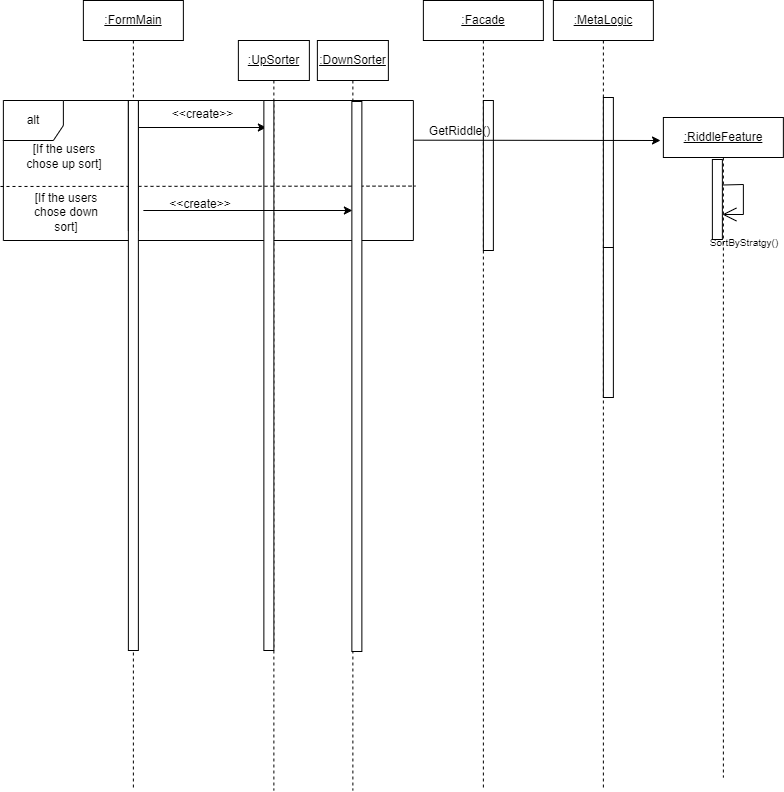 :FormMain
:Facade
:MetaLogic
:UpSorter
:DownSorter
alt
<<create>>
GetRiddle()
:RiddleFeature
[If the users
chose up sort]
[If the users
chose down
sort]
<<create>>
SortByStratgy()